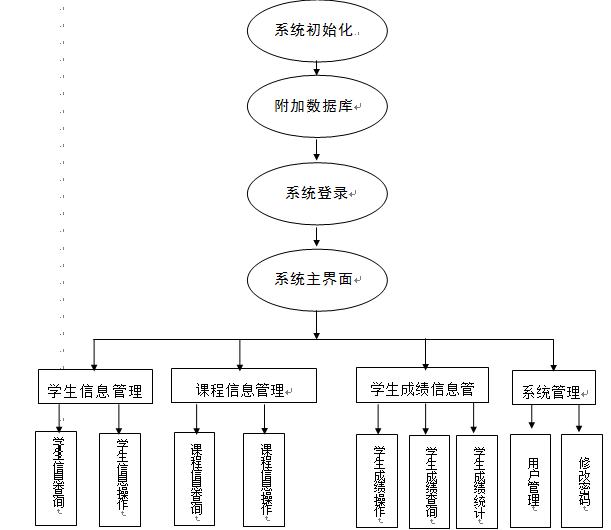 系统初始化
附加数据库
系统登录
系统主界面
学生信息管理
课程信息管理
学生成绩信息管
系统管理
学生信息查询
学生信息操作
课程信息查询
课程信息操作
学生成绩操作
学生成绩查询
学生成绩统计
用户管理
修改密码